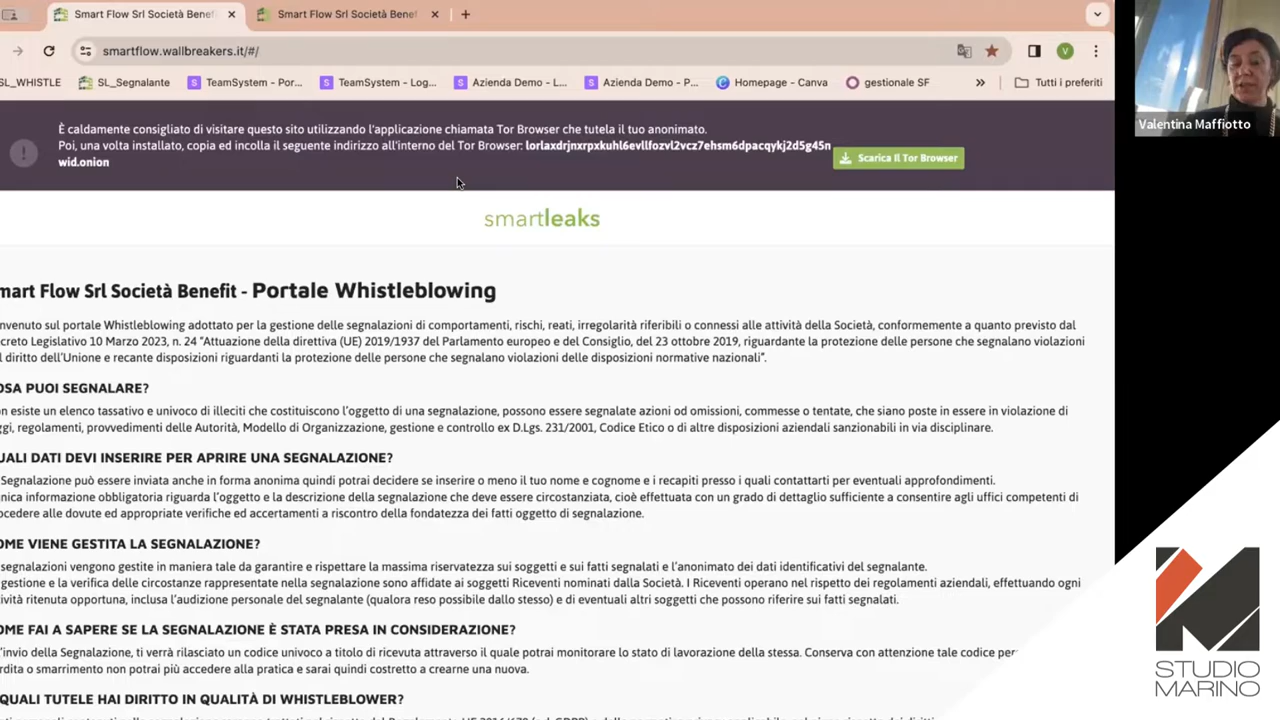 Smart Flow Srl Società Benef
Smart Flow Srl Società Benef
smartflow.wallbreakers.it/#/
SL_WHISTLE
SL_Segnalante
TeamSystem - Por...
TeamSystem - Log...
Azienda Demo - L...
Azienda Demo - P...
Homepage - Canva
gestionale SF
»
Tutti i preferiti
V
È caldamente consigliato di visitare questo sito utilizzando l'applicazione chiamata Tor Browser che tutela il tuo anonimato.
Poi, una volta installato, copia ed incolla il seguente indirizzo all'interno del Tor Browser: lorlaxdrjnxrpxkuhl6evllfozvl2vcz7ehsm6dpacqykj2d5g45n
wid.onion
Scarica Il Tor Browser
smartleaks
mart Flow Srl Società Benefit - Portale Whistleblowing
nvenuto sul portale Whistleblowing adottato per la gestione delle segnalazioni di comportamenti, rischi, reati, irregolarità riferibili o connessi alle attività della Società, conformemente a quanto previsto dal
creto Legislativo 10 Marzo 2023, n. 24 "Attuazione della direttiva (UE) 2019/1937 del Parlamento europeo e del Consiglio, del 23 ottobre 2019, riguardante la protezione delle persone che segnalano violazioni
l diritto dell'Unione e recante disposizioni riguardanti la protezione delle persone che segnalano violazioni delle disposizioni normative nazionali".
OSA PUOI SEGNALARE?
n esiste un elenco tassativo e univoco di illeciti che costituiscono l'oggetto di una segnalazione, possono essere segnalate azioni od omissioni, commesse o tentate, che siano poste in essere in violazione di
ggi, regolamenti, provvedimenti delle Autorità, Modello di Organizzazione, gestione e controllo ex D.Lgs. 231/2001, Codice Etico o di altre disposizioni aziendali sanzionabili in via disciplinare.
UALI DATI DEVI INSERIRE PER APRIRE UNA SEGNALAZIONE?
Segnalazione può essere inviata anche in forma anonima quindi potrai decidere se inserire o meno il tuo nome e cognome e i recapiti presso i quali contattarti per eventuali approfondimenti.
nica informazione obbligatoria riguarda l'oggetto e la descrizione della segnalazione che deve essere circostanziata, cioè effettuata con un grado di dettaglio sufficiente a consentire agli uffici competenti di
ocedere alle dovute ed appropriate verifiche ed accertamenti a riscontro della fondatezza dei fatti oggetto di segnalazione.
OME VIENE GESTITA LA SEGNALAZIONE?
segnalazioni vengono gestite in maniera tale da garantire e rispettare la massima riservatezza sui soggetti e sui fatti segnalati e l'anonimato dei dati identificativi del segnalante.
gestione e la verifica delle circostanze rappresentate nella segnalazione sono affidate ai soggetti Riceventi nominati dalla Società. I Riceventi operano nel rispetto dei regolamenti aziendali, effettuando ogni
ività ritenuta opportuna, inclusa l'audizione personale del segnalante (qualora reso possibile dallo stesso) e di eventuali altri soggetti che possono riferire sui fatti segnalati.
OME FAI A SAPERE SE LA SEGNALAZIONE È STATA PRESA IN CONSIDERAZIONE?
'invio della Segnalazione, ti verrà rilasciato un codice univoco a titolo di ricevuta attraverso il quale potrai monitorare lo stato di lavorazione della stessa. Conserva con attenzione tale codice per
rdita o smarrimento non potrai più accedere alla pratica e sarai quindi costretto a crearne una nuova.
QUALI TUTELE HAI DIRITTO IN QUALITÀ DI WHISTLEBLOWER?
Valentina Maffiotto
STUDIO
MARINO